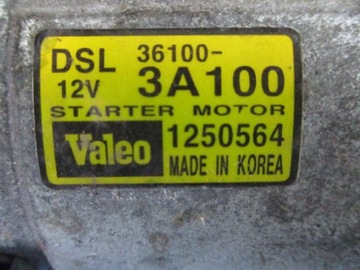 DSL 36100-
12V 3A100
STARTER MOTOR
Valeo 1250564
MADE IN KOREA